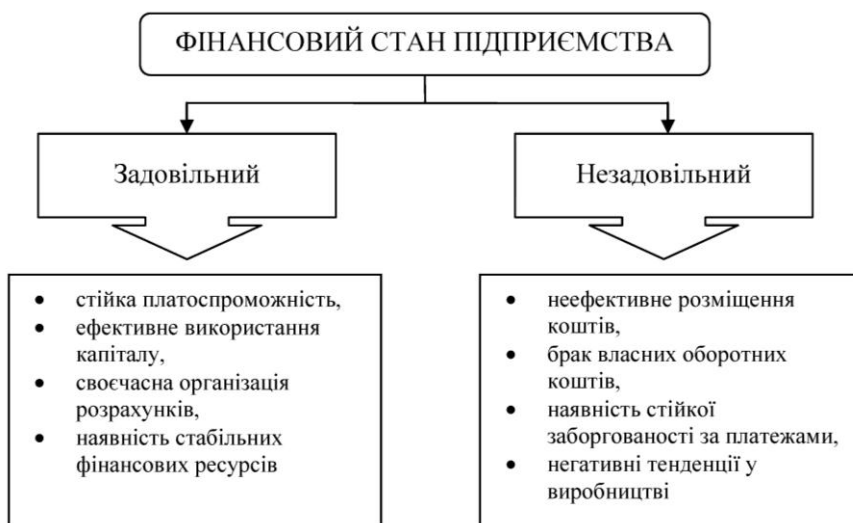 ФІНАНСОВИЙ СТАН ПІДПРИЄМСТВА
Задовільний
Незадовільний
• стійка платоспроможність,
• ефективне використання
капіталу,
• своєчасна організація
розрахунків,
• наявність стабільних
фінансових ресурсів
• неефективне розміщення
коштів,
• брак власних оборотних
коштів,
• наявність стійкої
заборгованості за платежами,
• негативні тенденції у
виробництві